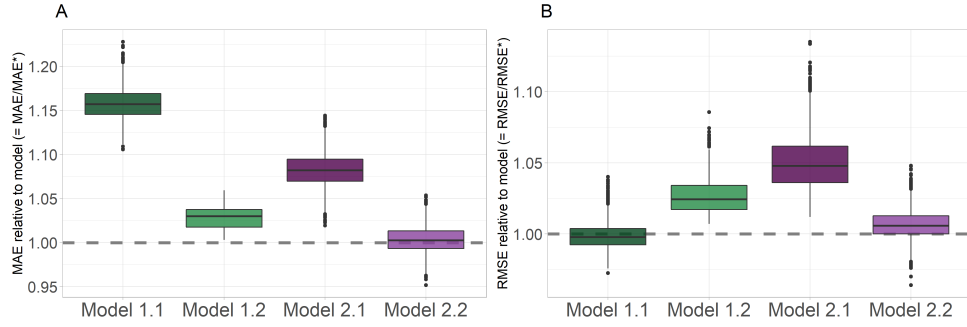 A
MAE relative to model (= MAE/MAE*)
1.20
1.15
1.10
1.05
1.00
0.95
Model 1.1 Model 1.2 Model 2.1 Model 2.2
B
RMSE relative to model (= RMSE/RMSE*)
1.10
1.05
1.00
Model 1.1 Model 1.2 Model 2.1 Model 2.2